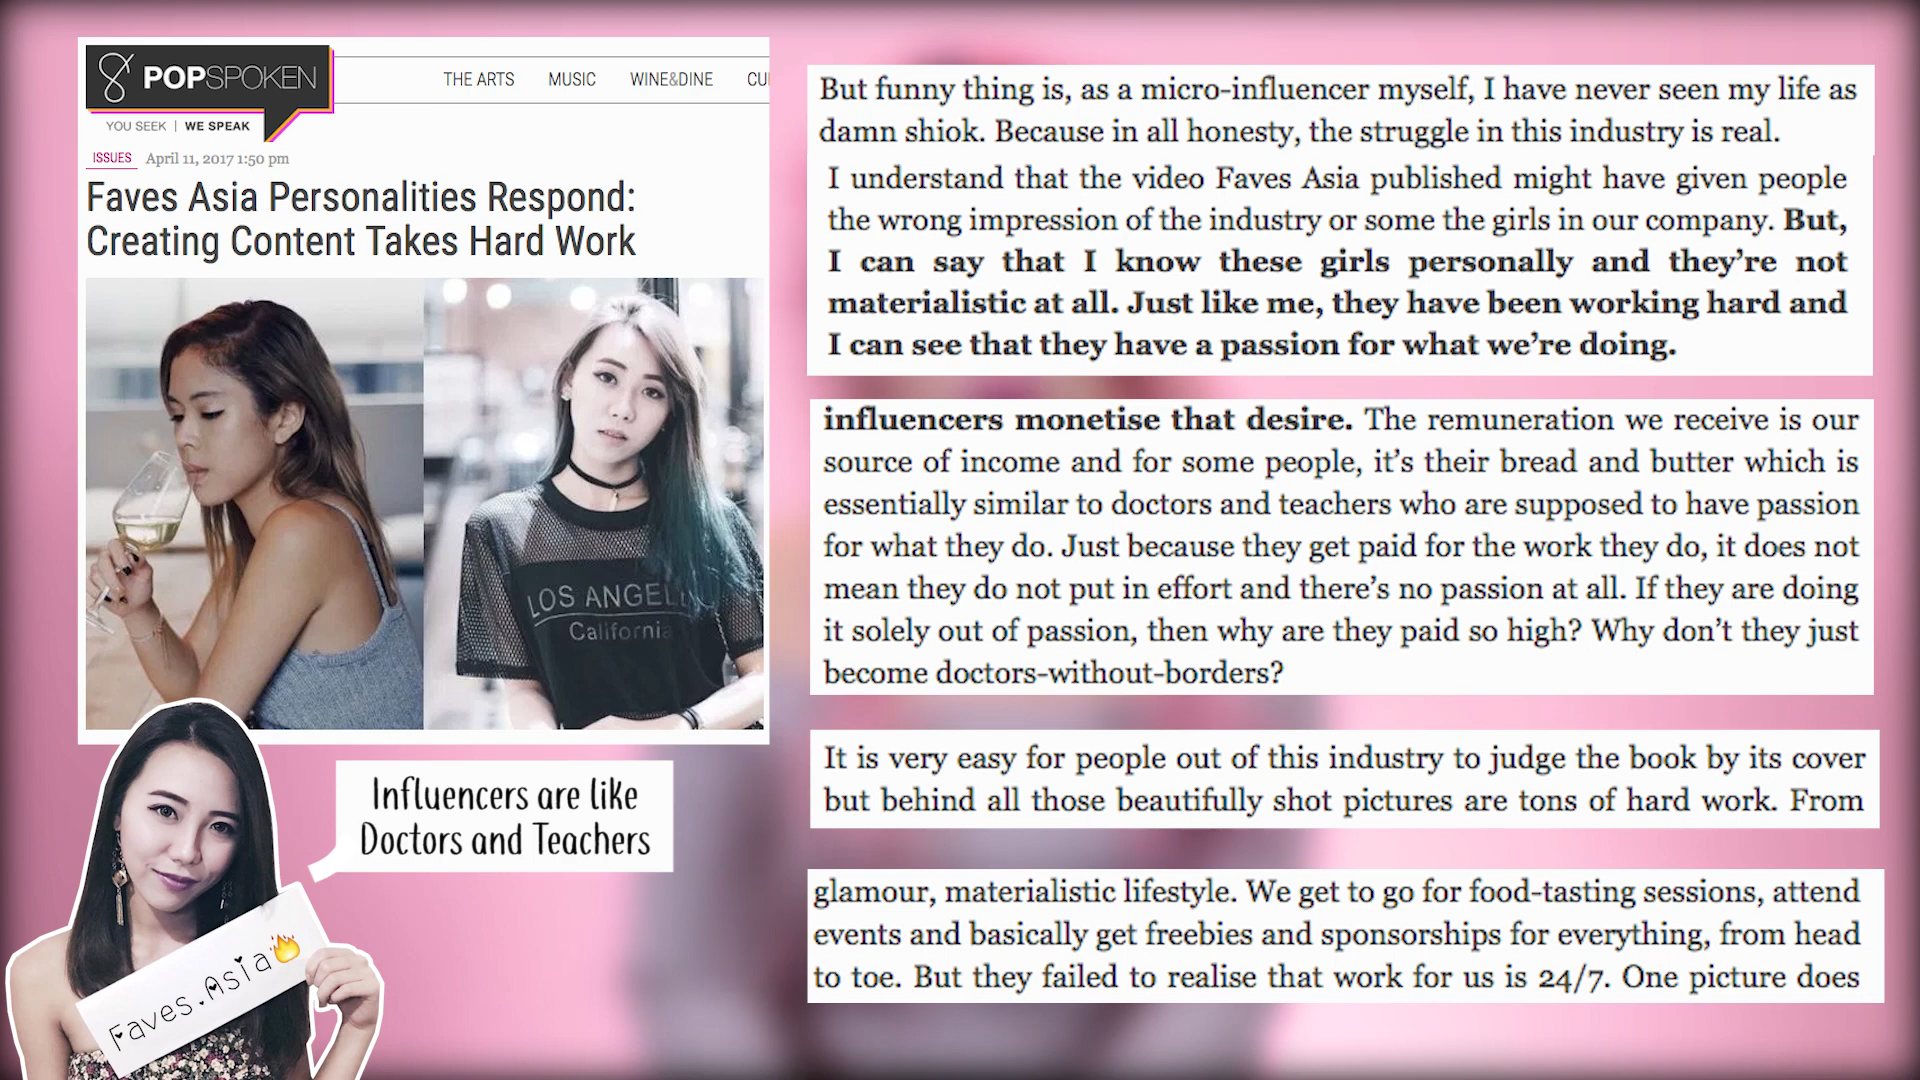 POPSPOKEN
YOU SEEK | WE SPEAK
THE ARTS MUSIC WINE&DINE
ISSUES April 11, 2017 1:50 pm
Faves Asia Personalities Respond:
Creating Content Takes Hard Work
LOS ANGEL
California
Influencers are like
Doctors and Teachers
Faves.Asia🔥
But funny thing is, as a micro-influencer myself, I have never seen my life as
damn shiok. Because in all honesty, the struggle in this industry is real.
I understand that the video Faves Asia published might have given people
the wrong impression of the industry or some the girls in our company. But,
I can say that I know these girls personally and they're not
materialistic at all. Just like me, they have been working hard and
I can see that they have a passion for what we're doing.
influencers monetise that desire. The remuneration we receive is our
source of income and for some people, it's their bread and butter which is
essentially similar to doctors and teachers who are supposed to have passion
for what they do. Just because they get paid for the work they do, it does not
mean they do not put in effort and there's no passion at all. If they are doing
it solely out of passion, then why are they paid so high? Why don't they just
become doctors-without-borders?
It is very easy for people out of this industry to judge the book by its cover
but behind all those beautifully shot pictures are tons of hard work. From
glamour, materialistic lifestyle. We get to go for food-tasting sessions, attend
events and basically get freebies and sponsorships for everything, from head
to toe. But they failed to realise that work for us is 24/7. One picture does